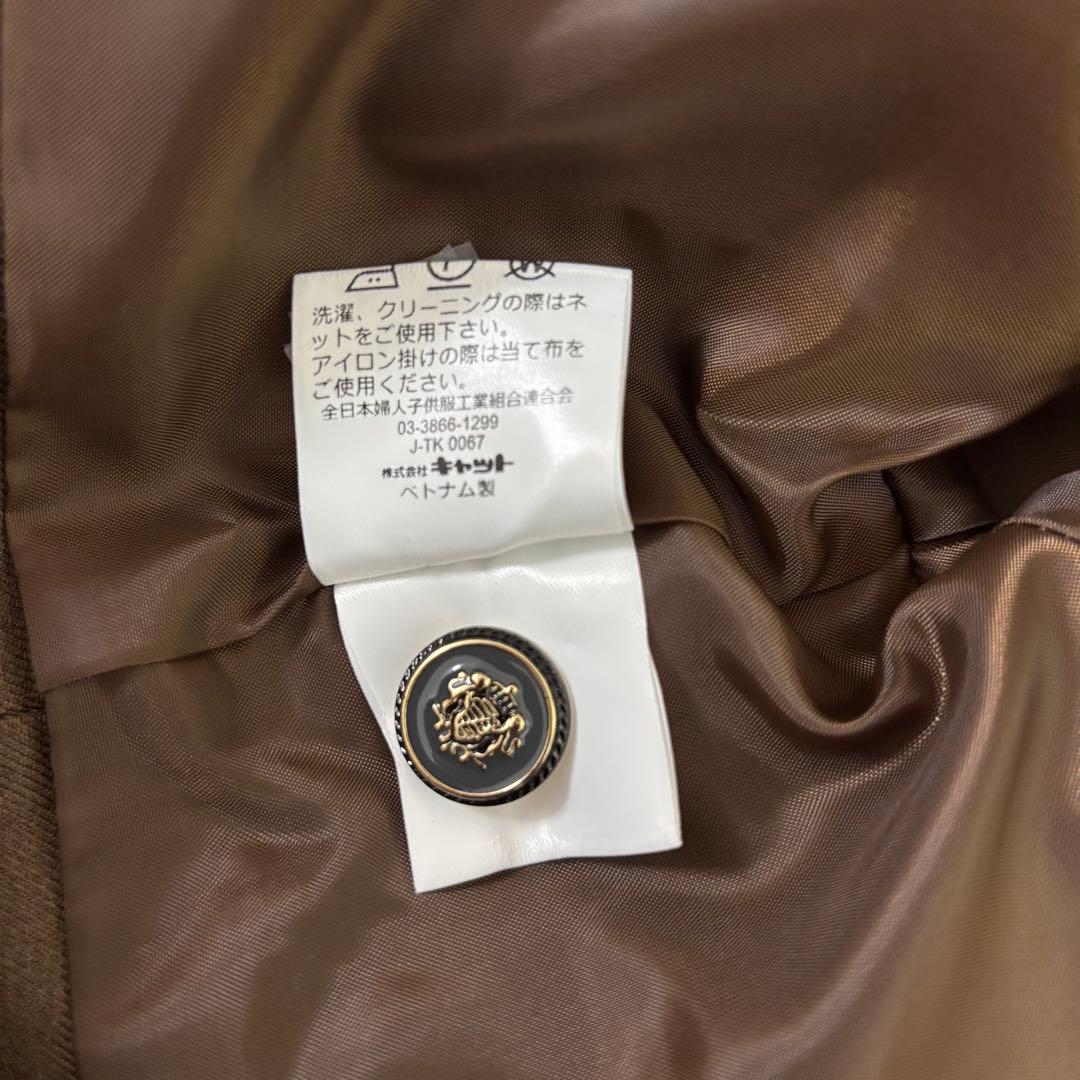 洗濯、クリーニングの際はネ
ットをご使用下さい。
アイロン掛けの際は当て布を
ご使用ください。
全日本婦人子供服工業組合連合会
03-3866-1299
J-TK 0067
株式会社 キャット
ベトナム製